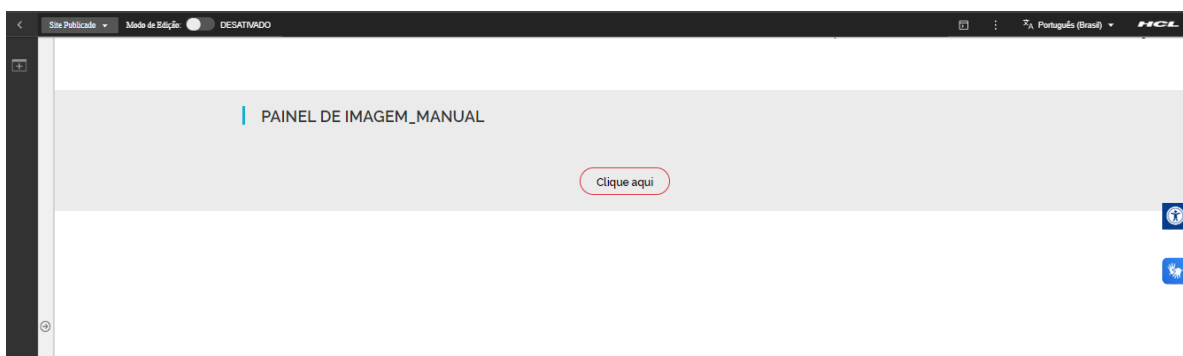 Site Publicado Modo de Edição: DESATIVADO Português (Brasil) HCL
PAINEL DE IMAGEM_MANUAL
Clique aqui